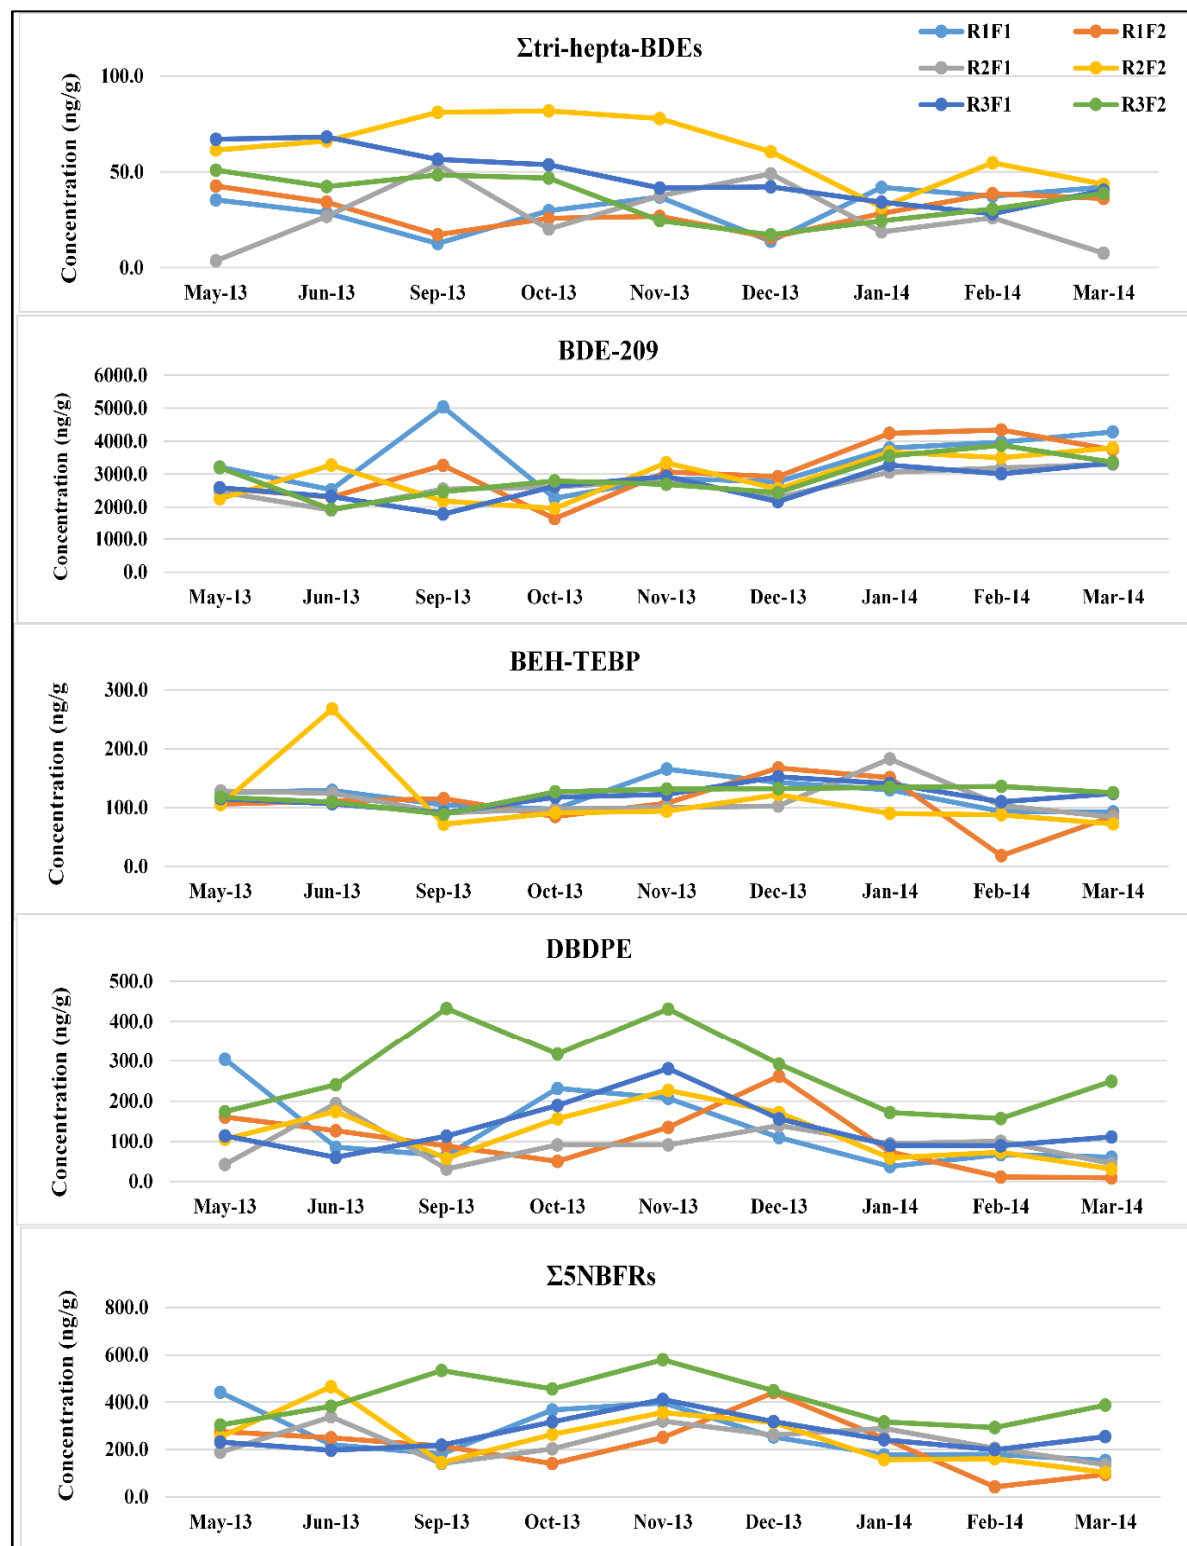 Σtri-hepta-BDEs
R1F1 R1F2
R2F1 R2F2
R3F1 R3F2
Concentration (ng/g)
100.0
50.0
0.0
May-13 Jun-13 Sep-13 Oct-13 Nov-13 Dec-13 Jan-14 Feb-14 Mar-14
BDE-209
Concentration (ng/g)
6000.0
5000.0
4000.0
3000.0
2000.0
1000.0
0.0
May-13 Jun-13 Sep-13 Oct-13 Nov-13 Dec-13 Jan-14 Feb-14 Mar-14
BEH-TEBP
Concentration (ng/g
300.0
200.0
100.0
0.0
May-13 Jun-13 Sep-13 Oct-13 Nov-13 Dec-13 Jan-14 Feb-14 Mar-14
DBDPE
Concentration (ng/g)
500.0
400.0
300.0
200.0
100.0
0.0
May-13 Jun-13 Sep-13 Oct-13 Nov-13 Dec-13 Jan-14 Feb-14 Mar-14
Σ5NBFRs
Concentration (ng/g)
800.0
600.0
400.0
200.0
0.0
May-13 Jun-13 Sep-13 Oct-13 Nov-13 Dec-13 Jan-14 Feb-14 Mar-14